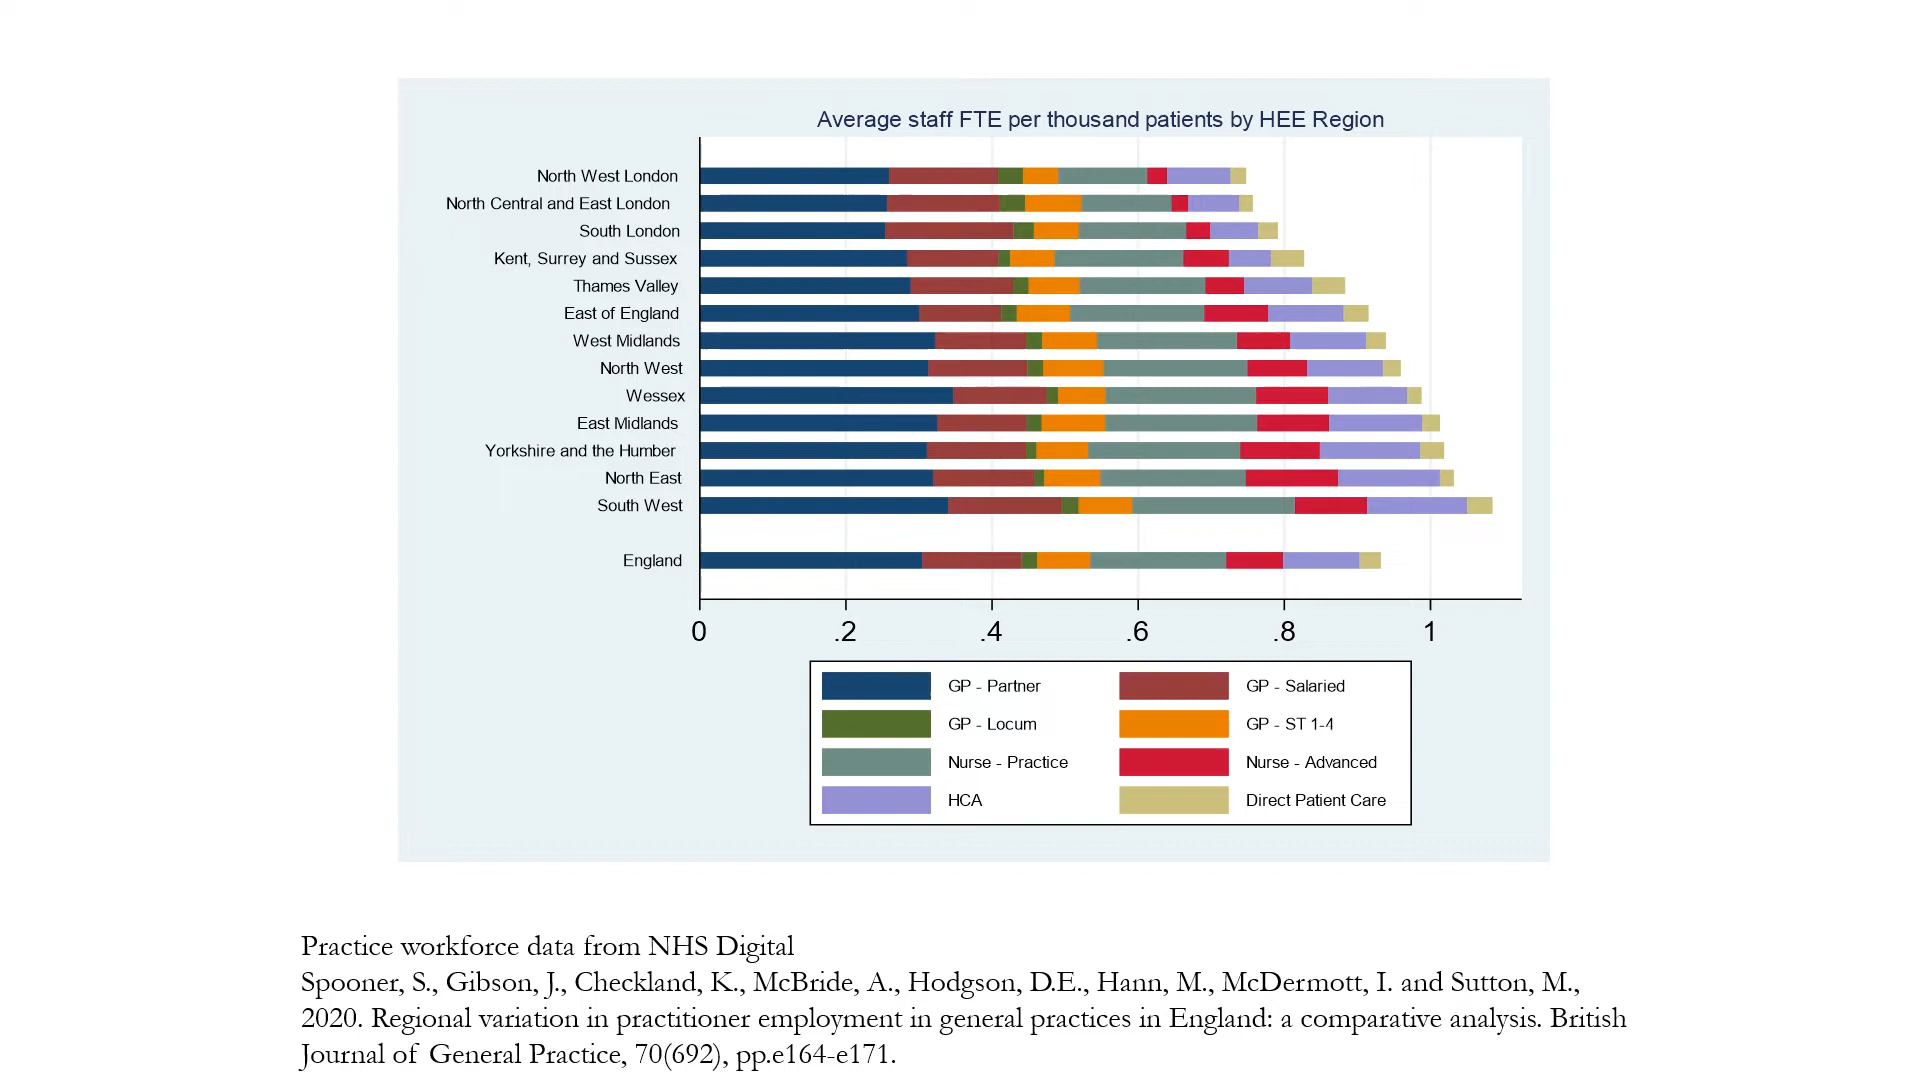 Average staff FTE per thousand patients by HEE Region
North West London
North Central and East London
South London
Kent, Surrey and Sussex
Thames Valley
East of England
West Midlands
North West
Wessex
East Midlands
Yorkshire and the Humber
North East
South West
England
0 .2 .4 .6 .8 1
GP - Partner GP - Salaried
GP - Locum GP - ST 1-4
Nurse - Practice Nurse - Advanced
HCA Direct Patient Care
Practice workforce data from NHS Digital
Spooner, S., Gibson, J., Checkland, K., McBride, A., Hodgson, D.E., Hann, M., McDermott, I. and Sutton, M.,
2020. Regional variation in practitioner employment in general practices in England: a comparative analysis. British
Journal of General Practice, 70(692), pp.e164-e171.